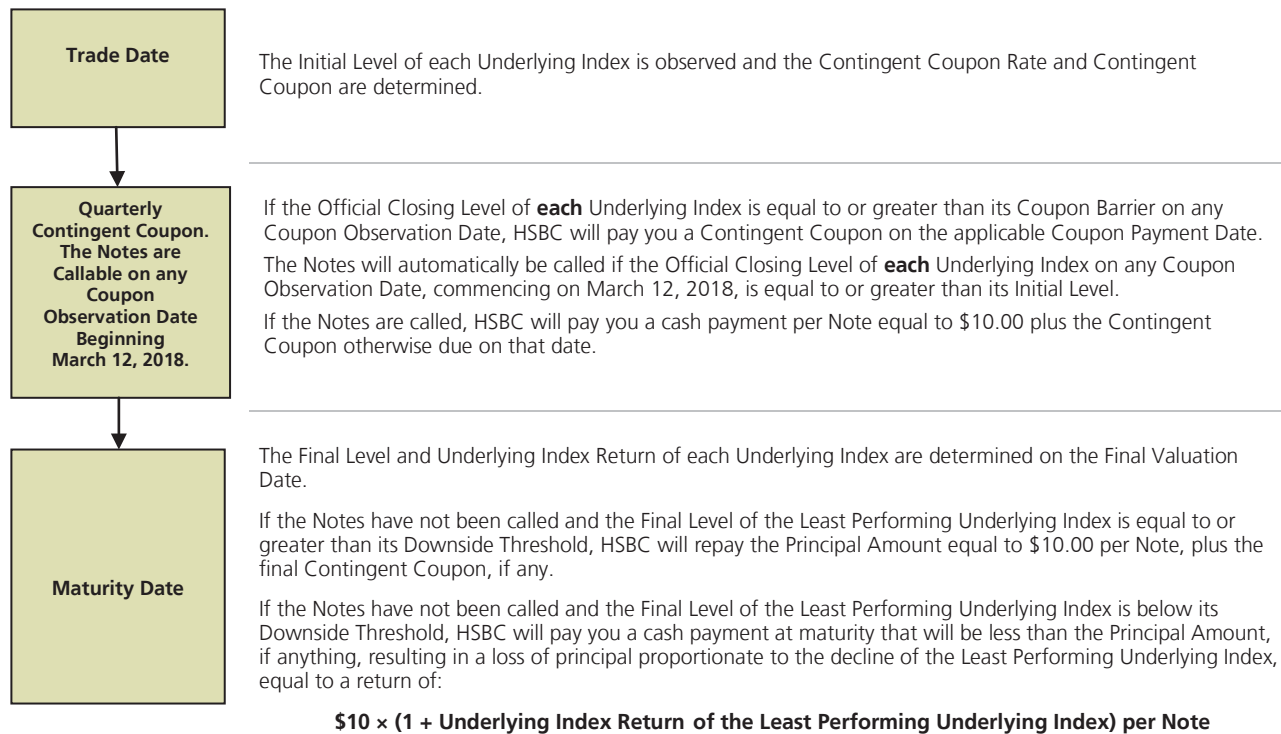 Trade Date
The Initial Level of each Underlying Index is observed and the Contingent Coupon Rate and Contingent
Coupon are determined.
Quarterly
Contingent Coupon.
The Notes are
Callable on any
Coupon
Observation Date
Beginning
March 12, 2018.
If the Official Closing Level of each Underlying Index is equal to or greater than its Coupon Barrier on any
Coupon Observation Date, HSBC will pay you a Contingent Coupon on the applicable Coupon Payment Date.
The Notes will automatically be called if the Official Closing Level of each Underlying Index on any Coupon
Observation Date, commencing on March 12, 2018, is equal to or greater than its Initial Level.
If the Notes are called, HSBC will pay you a cash payment per Note equal to $10.00 plus the Contingent
Coupon otherwise due on that date.
Maturity Date
The Final Level and Underlying Index Return of each Underlying Index are determined on the Final Valuation
Date.
If the Notes have not been called and the Final Level of the Least Performing Underlying Index is equal to or
greater than its Downside Threshold, HSBC will repay the Principal Amount equal to $10.00 per Note, plus the
final Contingent Coupon, if any.
If the Notes have not been called and the Final Level of the Least Performing Underlying Index is below its
Downside Threshold, HSBC will pay you a cash payment at maturity that will be less than the Principal Amount,
if anything, resulting in a loss of principal proportionate to the decline of the Least Performing Underlying Index,
equal to a return of:
$10 × (1 + Underlying Index Return of the Least Performing Underlying Index) per Note